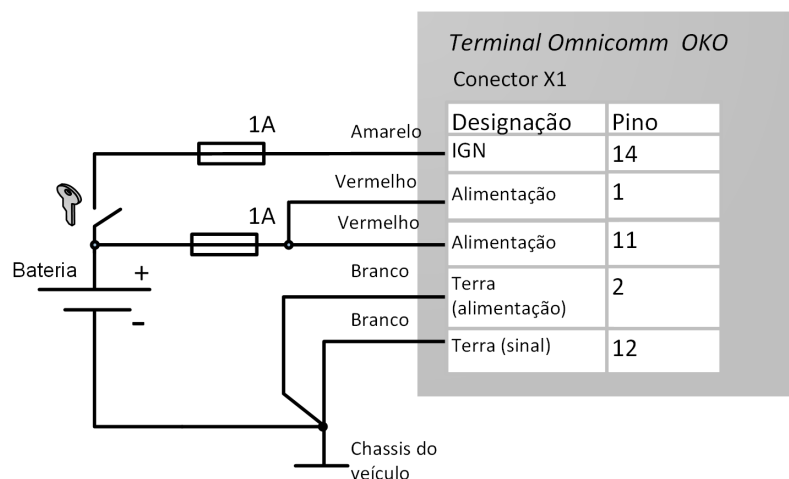 Terminal Omnicomm OKO
Conector X1
Designação Pino
1A
Amarelo
IGN 14
Vermelho
Alimentação 1
1A
Vermelho
Alimentação 11
Bateria
+
-
Branco
Terra
(alimentação) 2
Branco
Terra (sinal) 12
Chassis do
veículo